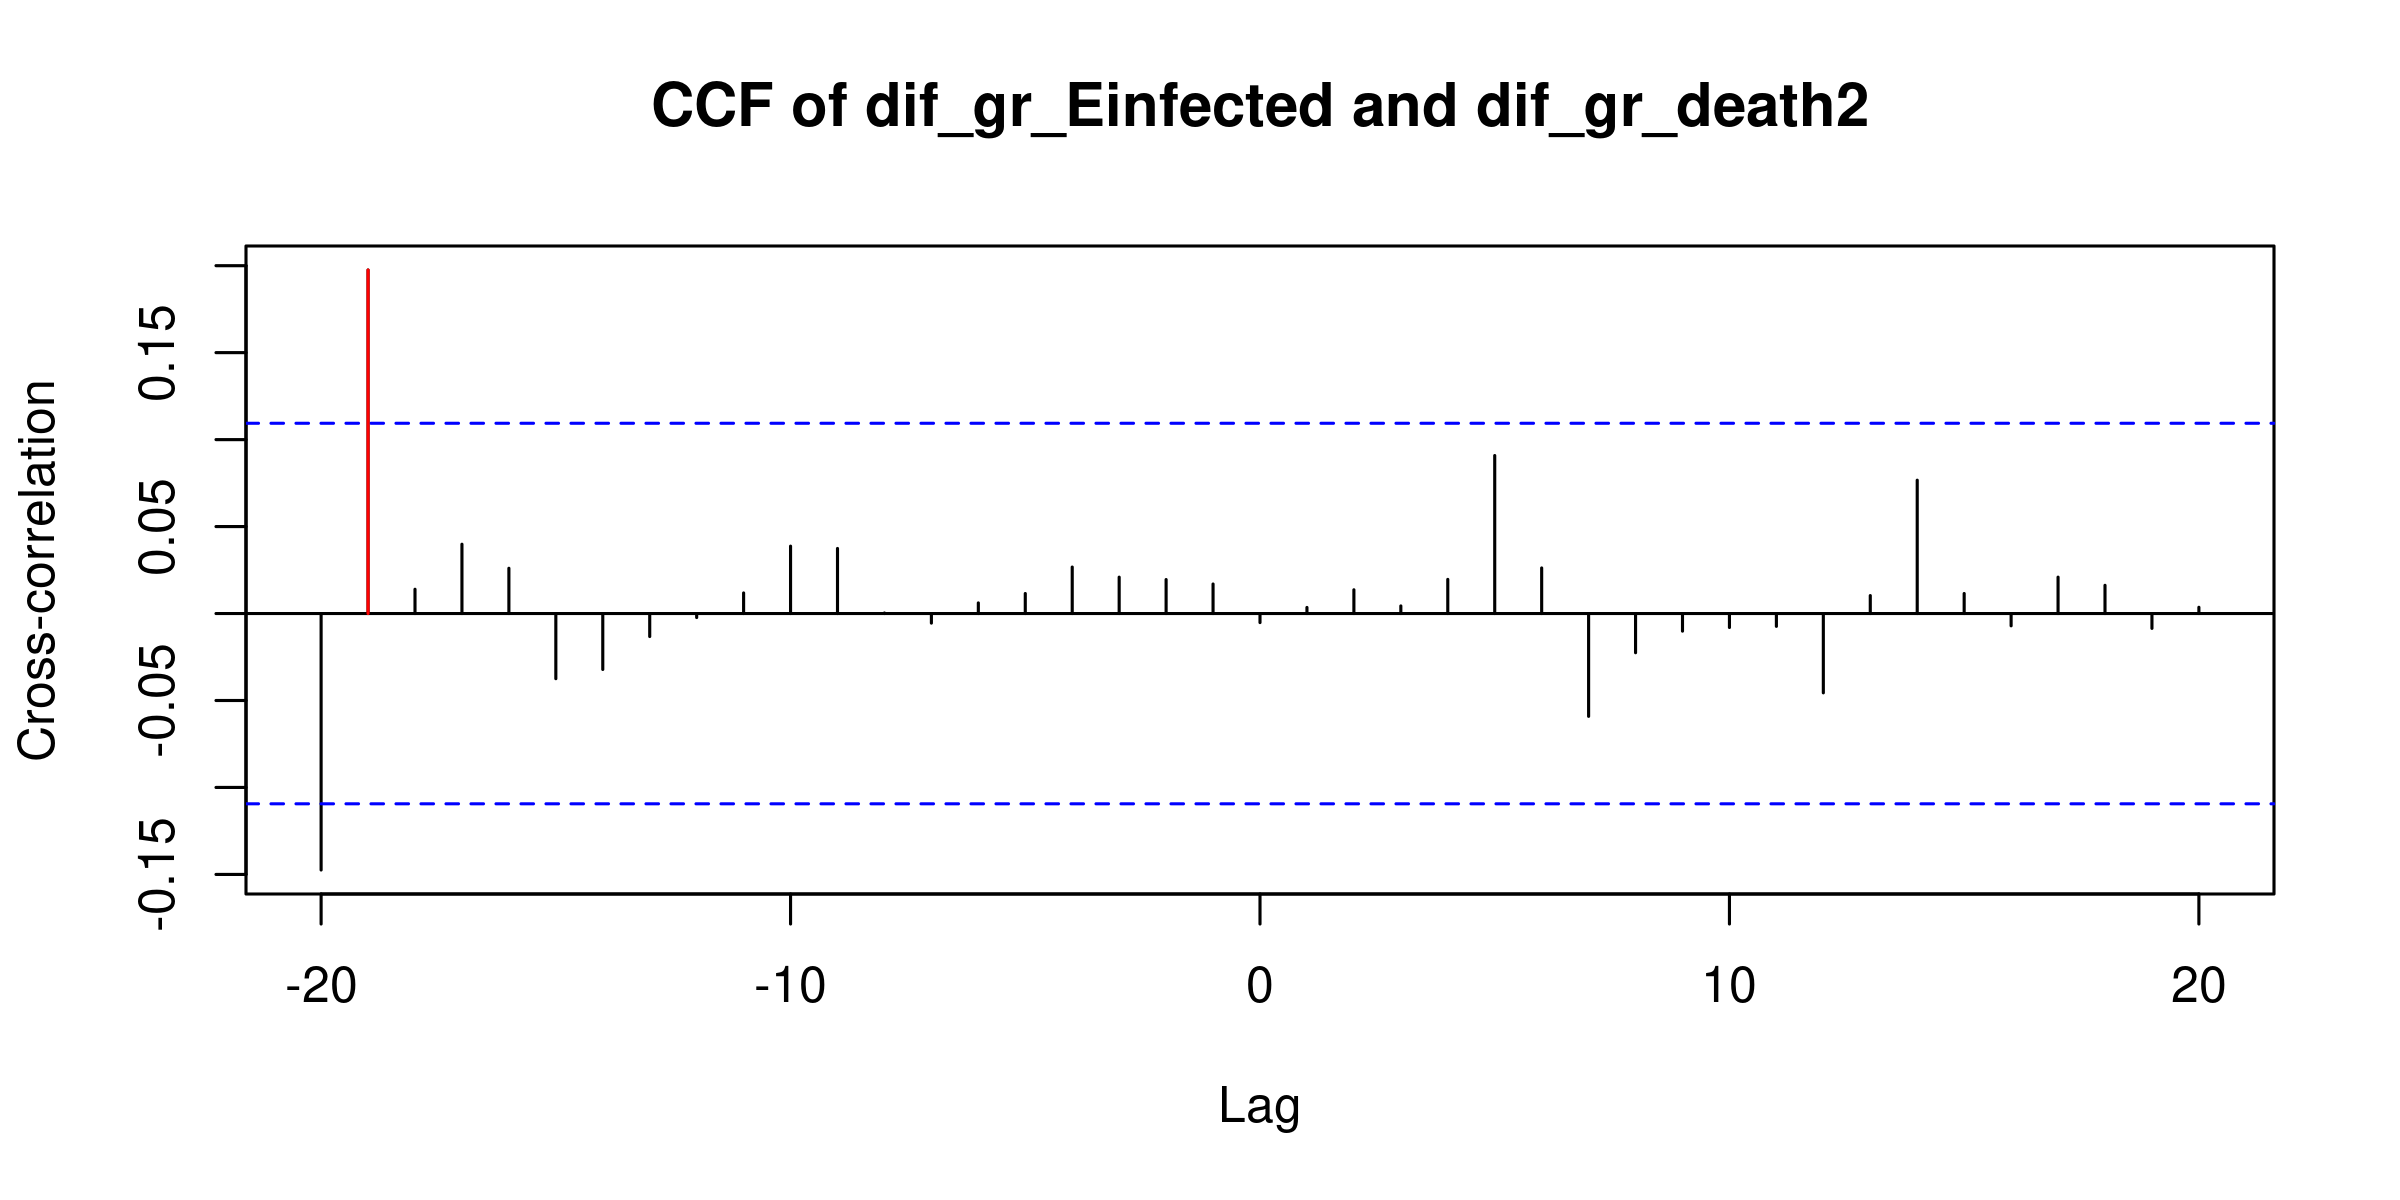 CCF of dif_gr_Einfected and dif_gr_death2
Cross-correlation
0.15
0.05
-0.05
-0.15
-20 -10 0 10 20
Lag